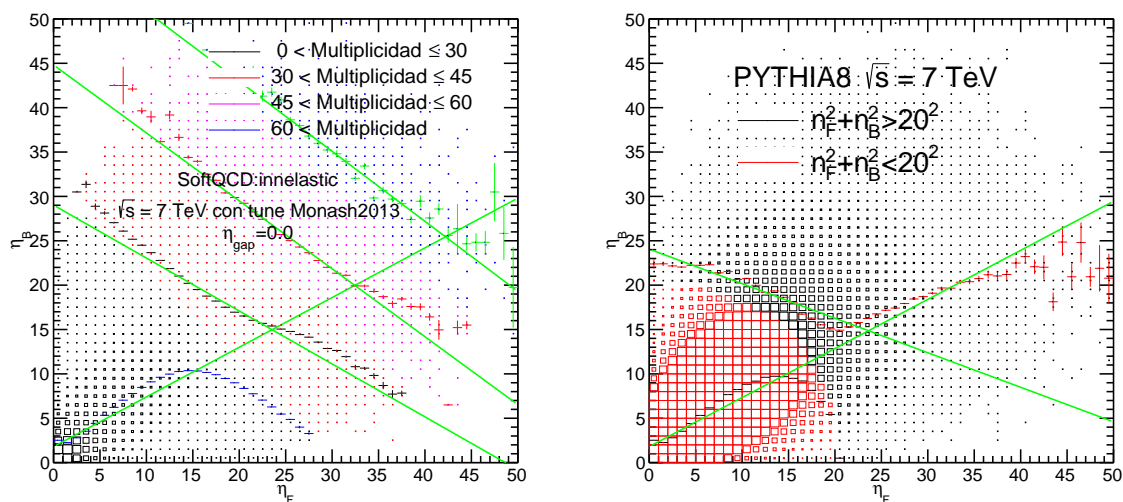 50
45
40
35
30
25
20
15
10
5
0
η_B
0 < Multiplicidad ≤ 30
30 < Multiplicidad ≤ 45
45 < Multiplicidad ≤ 60
60 < Multiplicidad
SoftQCD:innelastic
√s = 7 TeV con tune Monash2013
η_gap=0.0
0 5 10 15 20 25 30 35 40 45 50
η_F
50
45
40
35
30
25
20
15
10
5
0
η_B
PYTHIA8 √s = 7 TeV
n_F^2+n_B^2>20^2
n_F^2+n_B^2<20^2
0 5 10 15 20 25 30 35 40 45 50
η_F